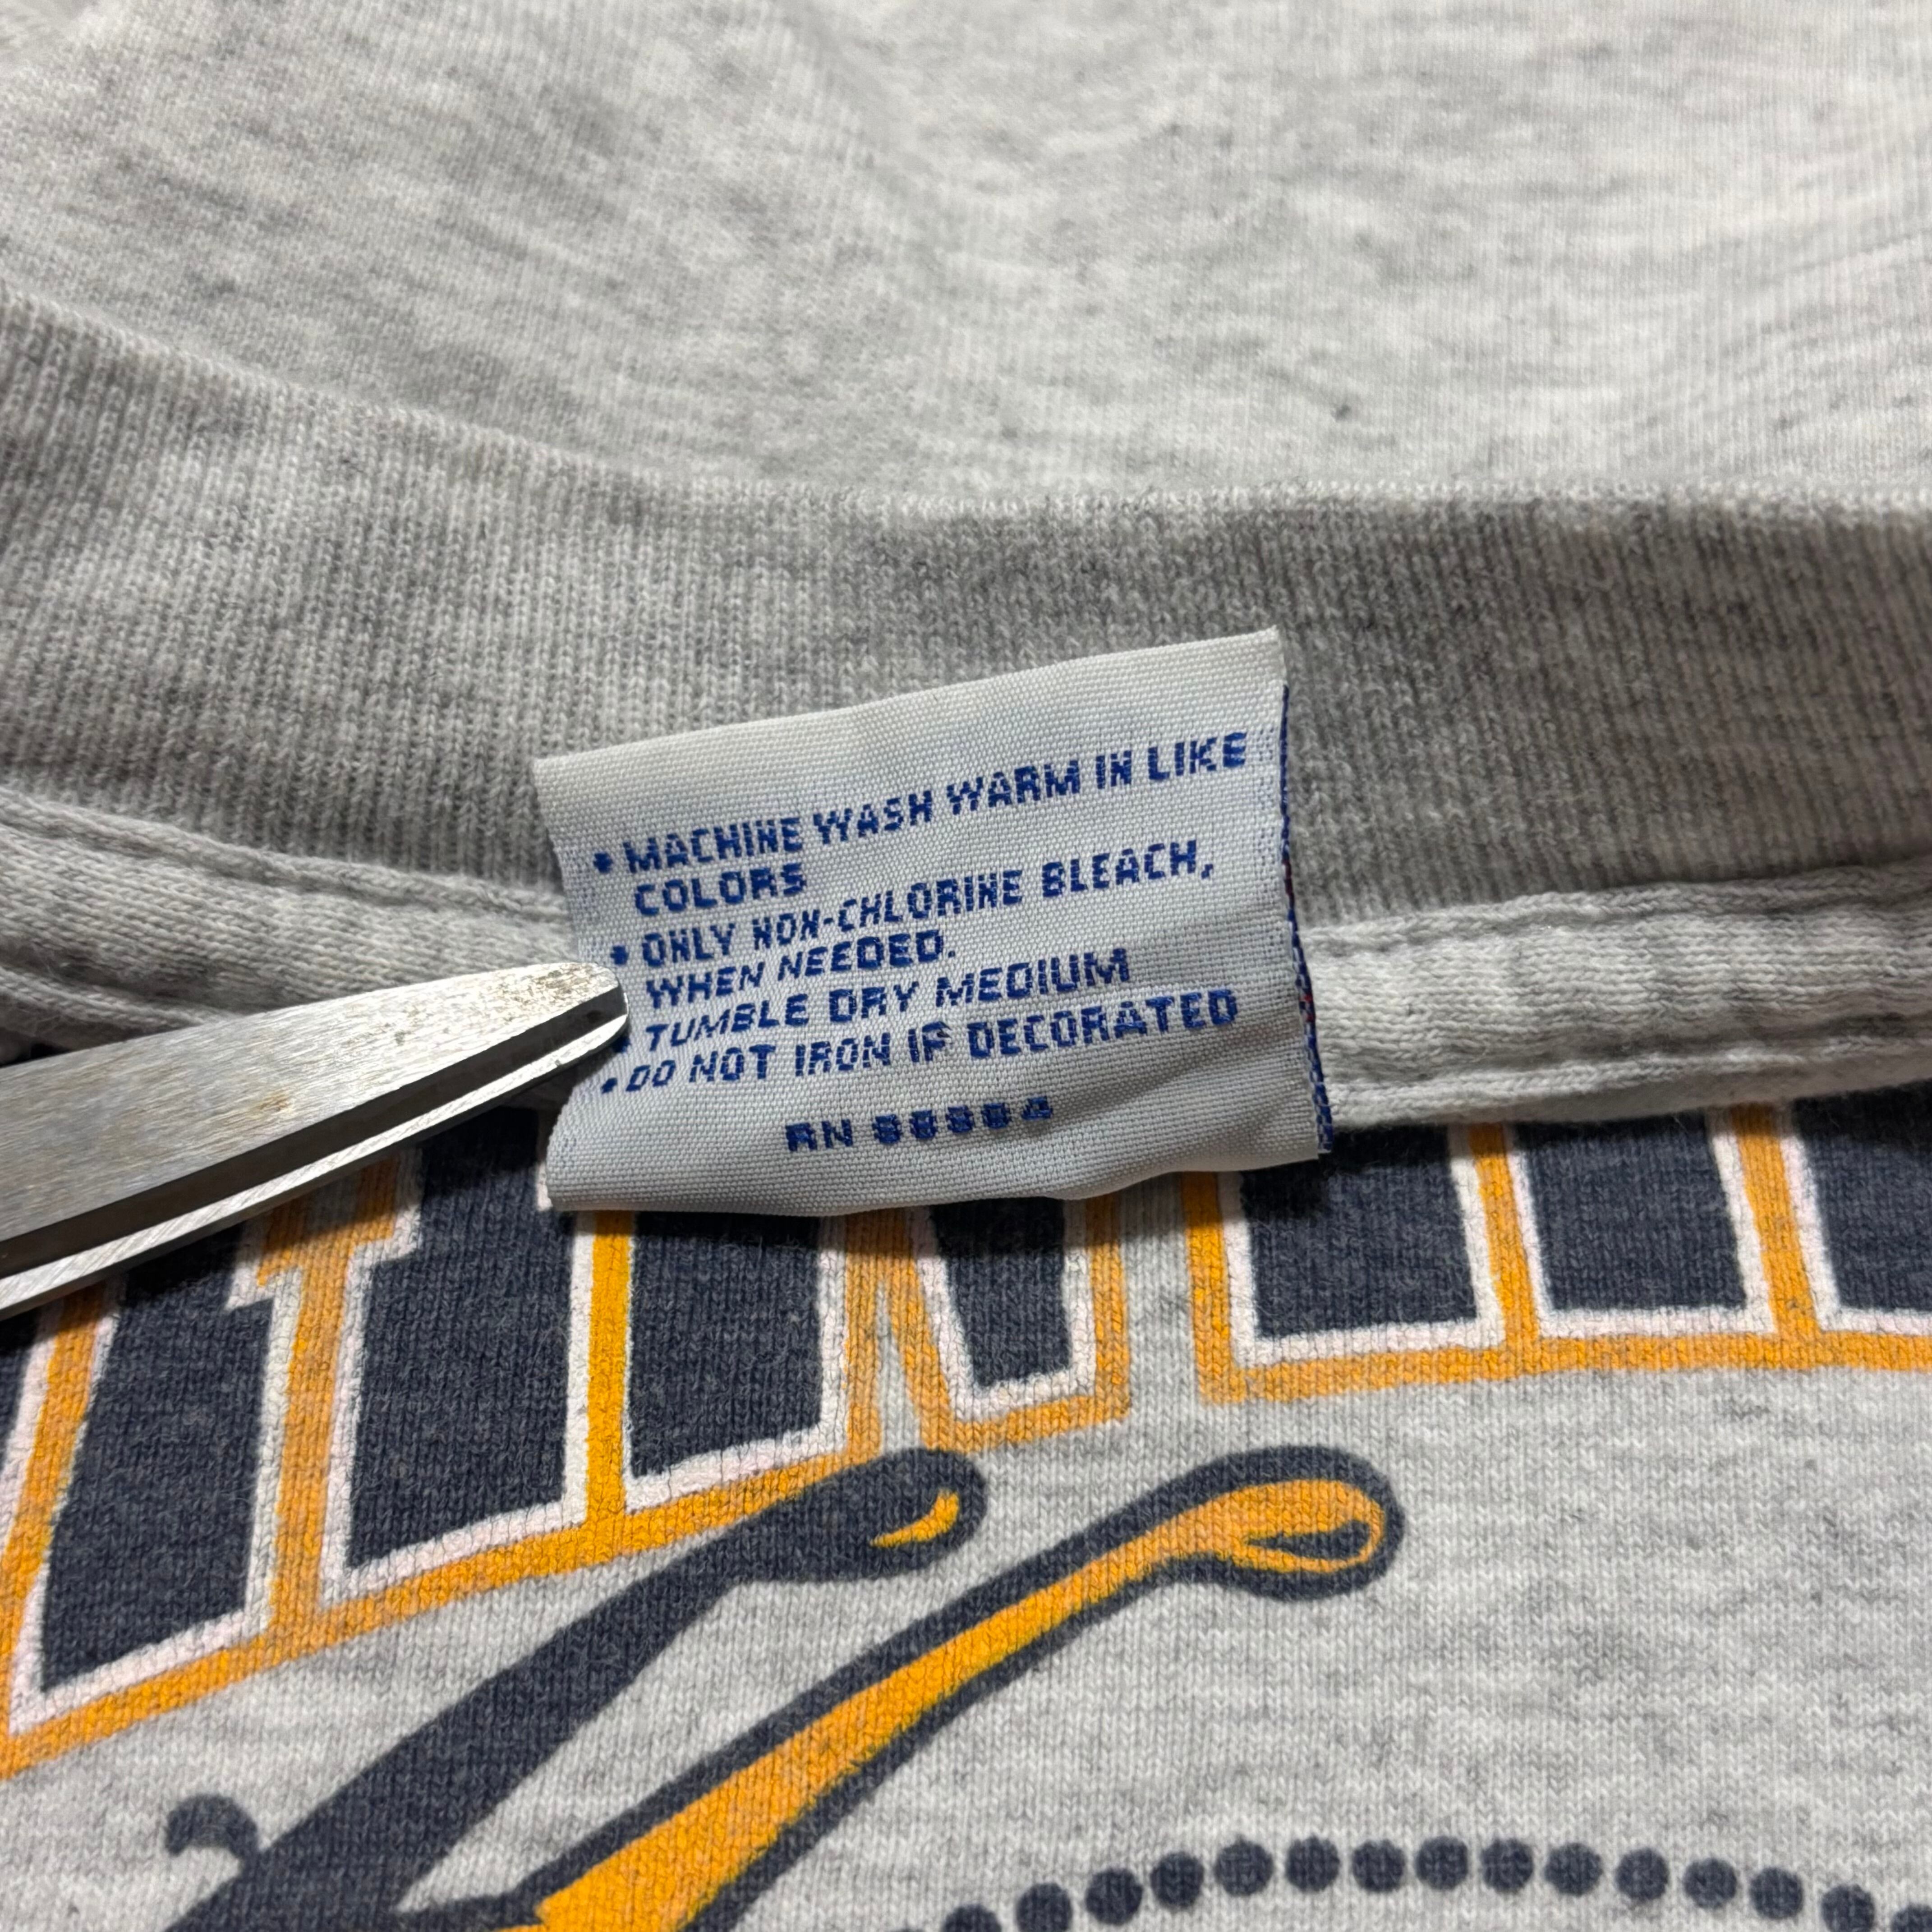 • MACHINE WASH WARM IN LIKE
COLORS
• ONLY NON-CHLORINE BLEACH,
WHEN NEEDED.
TUMBLE DRY MEDIUM
• DO NOT IRON IF DECORATED
RN